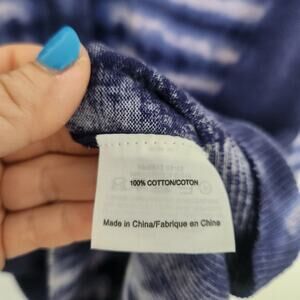 100% COTTON/COTON
Made in China/Fabrique en Chine